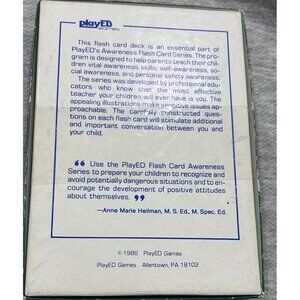 playED
GAMES
This flash card deck is an essential part of
PlayED's Awareness Flash Card Series. The pro-
gram is designed to help parents teach their chil-
dren vital awareness skills, self-awareness, so-
cial awareness, and personal safety awareness.
The series was developed by professional edu-
cators who know that the most effective
teacher your children will ever have is you. The
appealing illustrations make sensitive issues ap-
proachable. The carefully constructed ques-
tions on each flash card will stimulate additional
and important conversation between you and
your child.
“ Use the PlayED Flash Card Awareness
Series to prepare your children to recognize and
avoid potentially dangerous situations and to en-
courage the development of positive attitudes
about themselves. ”
—Anne Marie Heilman, M. S. Ed., M. Spec. Ed.
© 1986 PlayED Games
PlayED Games Allentown, PA 18102